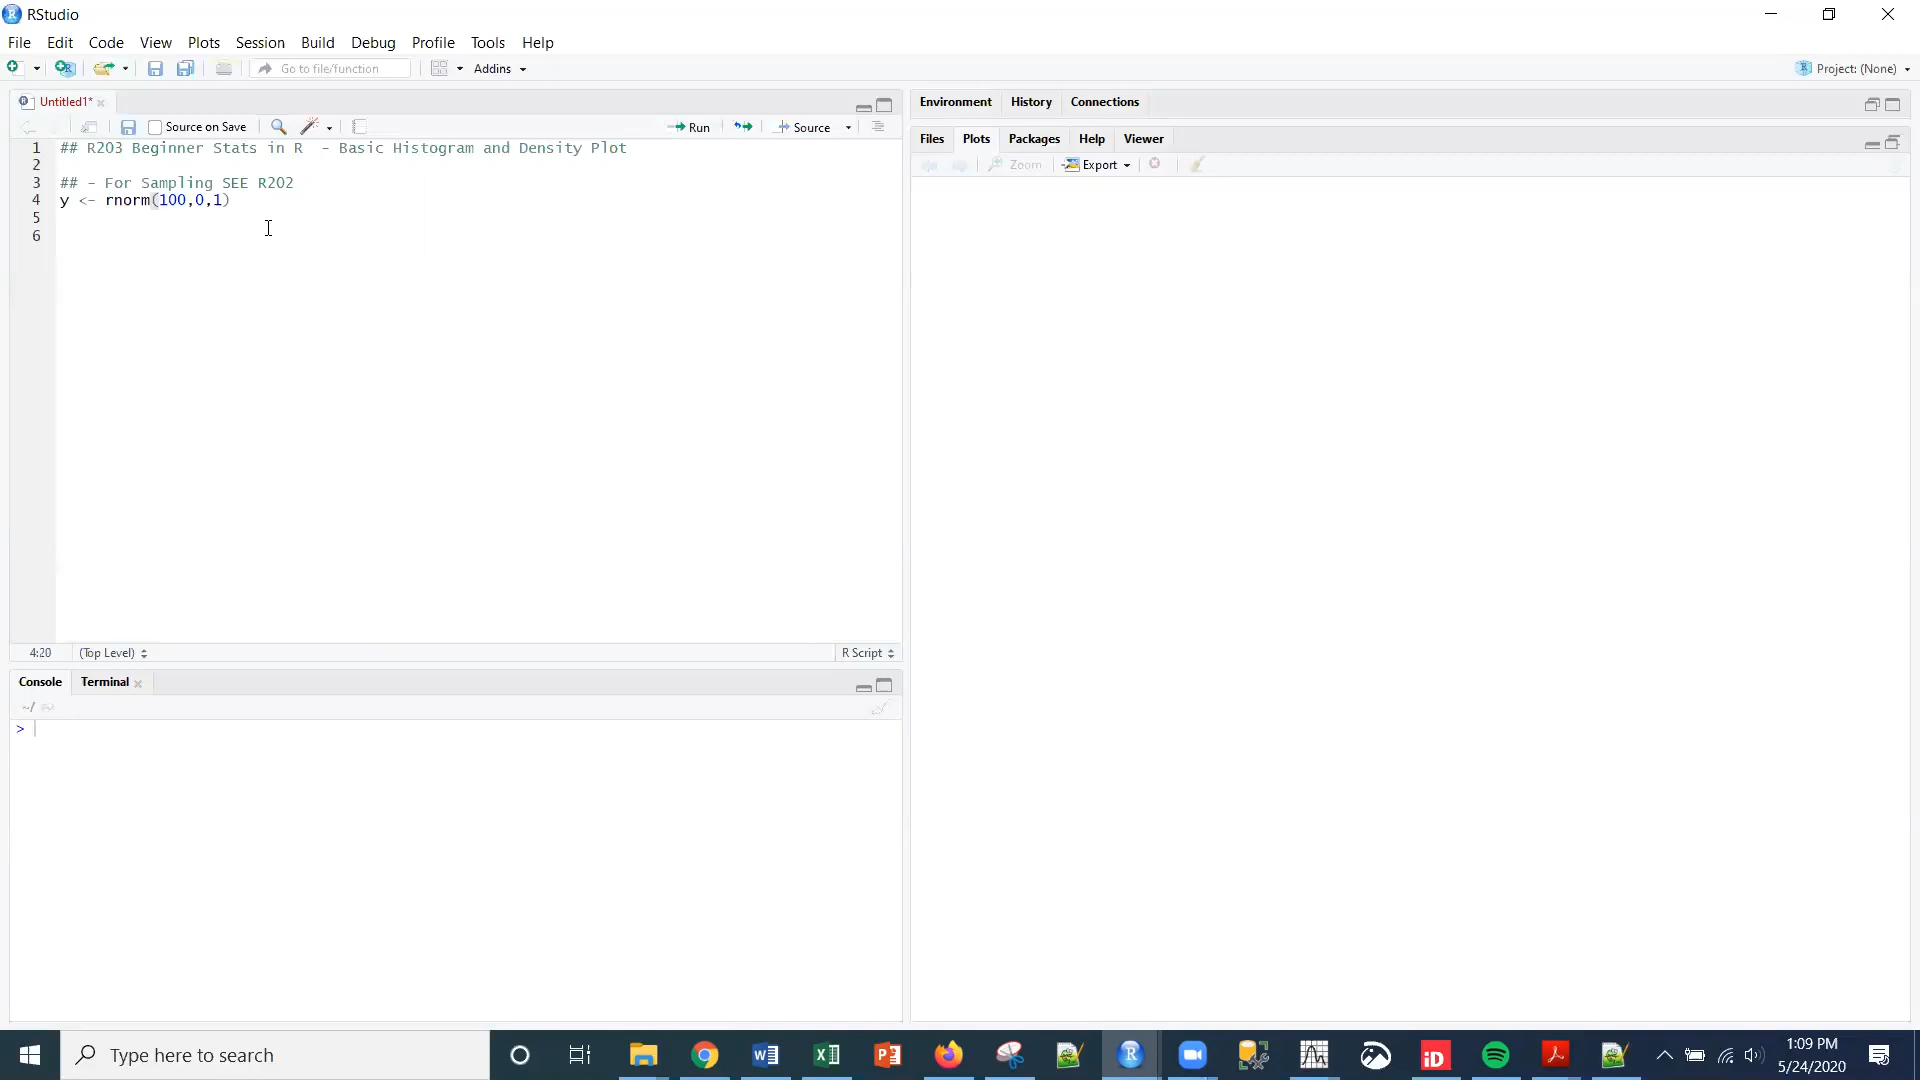 RStudio
File Edit Code View Plots Session Build Debug Profile Tools Help
Go to file/function Addins Project: (None)
Untitled1*
Source on Save Run Source
1 ## R203 Beginner Stats in R  - Basic Histogram and Density Plot
2
3 ## - For Sampling SEE R202
4 y <- rnorm(100,0,1)
5
6
4:20 (Top Level) R Script
Console Terminal
~/
>
Environment History Connections
Files Plots Packages Help Viewer
Zoom Export
Type here to search
1:09 PM
5/24/2020